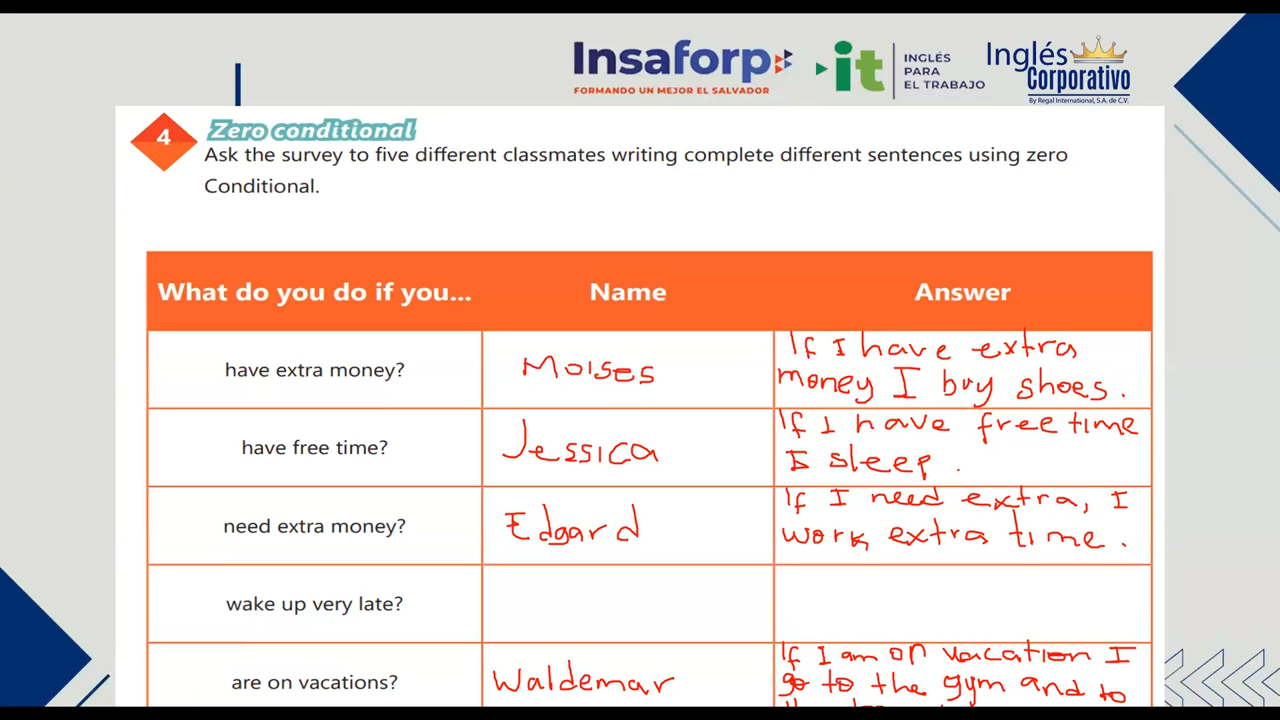 Insaforp
FORMANDO UN MEJOR EL SALVADOR
it
INGLÉS
PARA
EL TRABAJO
Inglés
Corporativo
By Regal International, S.A. de C.V.
4
Zero conditional
Ask the survey to five different classmates writing complete different sentences using zero
Conditional.
What do you do if you...
Name
Answer
have extra money?
Moises
If I have extra
money I buy shoes.
have free time?
Jessica
If I have free time
I sleep.
need extra money?
Edgard
If I need extra, I
work extra time.
wake up very late?
are on vacations?
Waldemar
If I am on vacation I
go to the gym and to